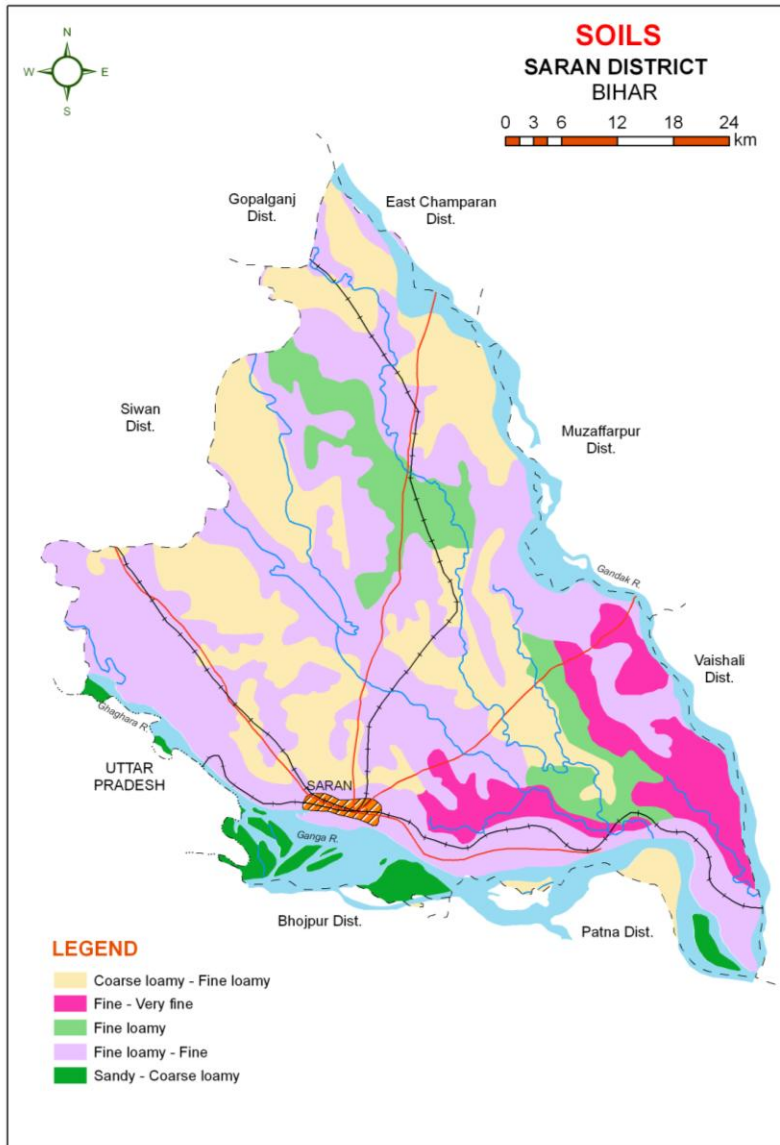 SOILS
SARAN DISTRICT
BIHAR
0 3 6 12 18 24
km
N
W E
S
Gopalganj
Dist.
East Champaran
Dist.
Siwan
Dist.
Muzaffarpur
Dist.
Gandak R.
Vaishali
Dist.
Ghaghara R.
UTTAR
PRADESH
SARAN
Ganga R.
Bhojpur Dist.
Patna Dist.
LEGEND
Coarse loamy - Fine loamy
Fine - Very fine
Fine loamy
Fine loamy - Fine
Sandy - Coarse loamy